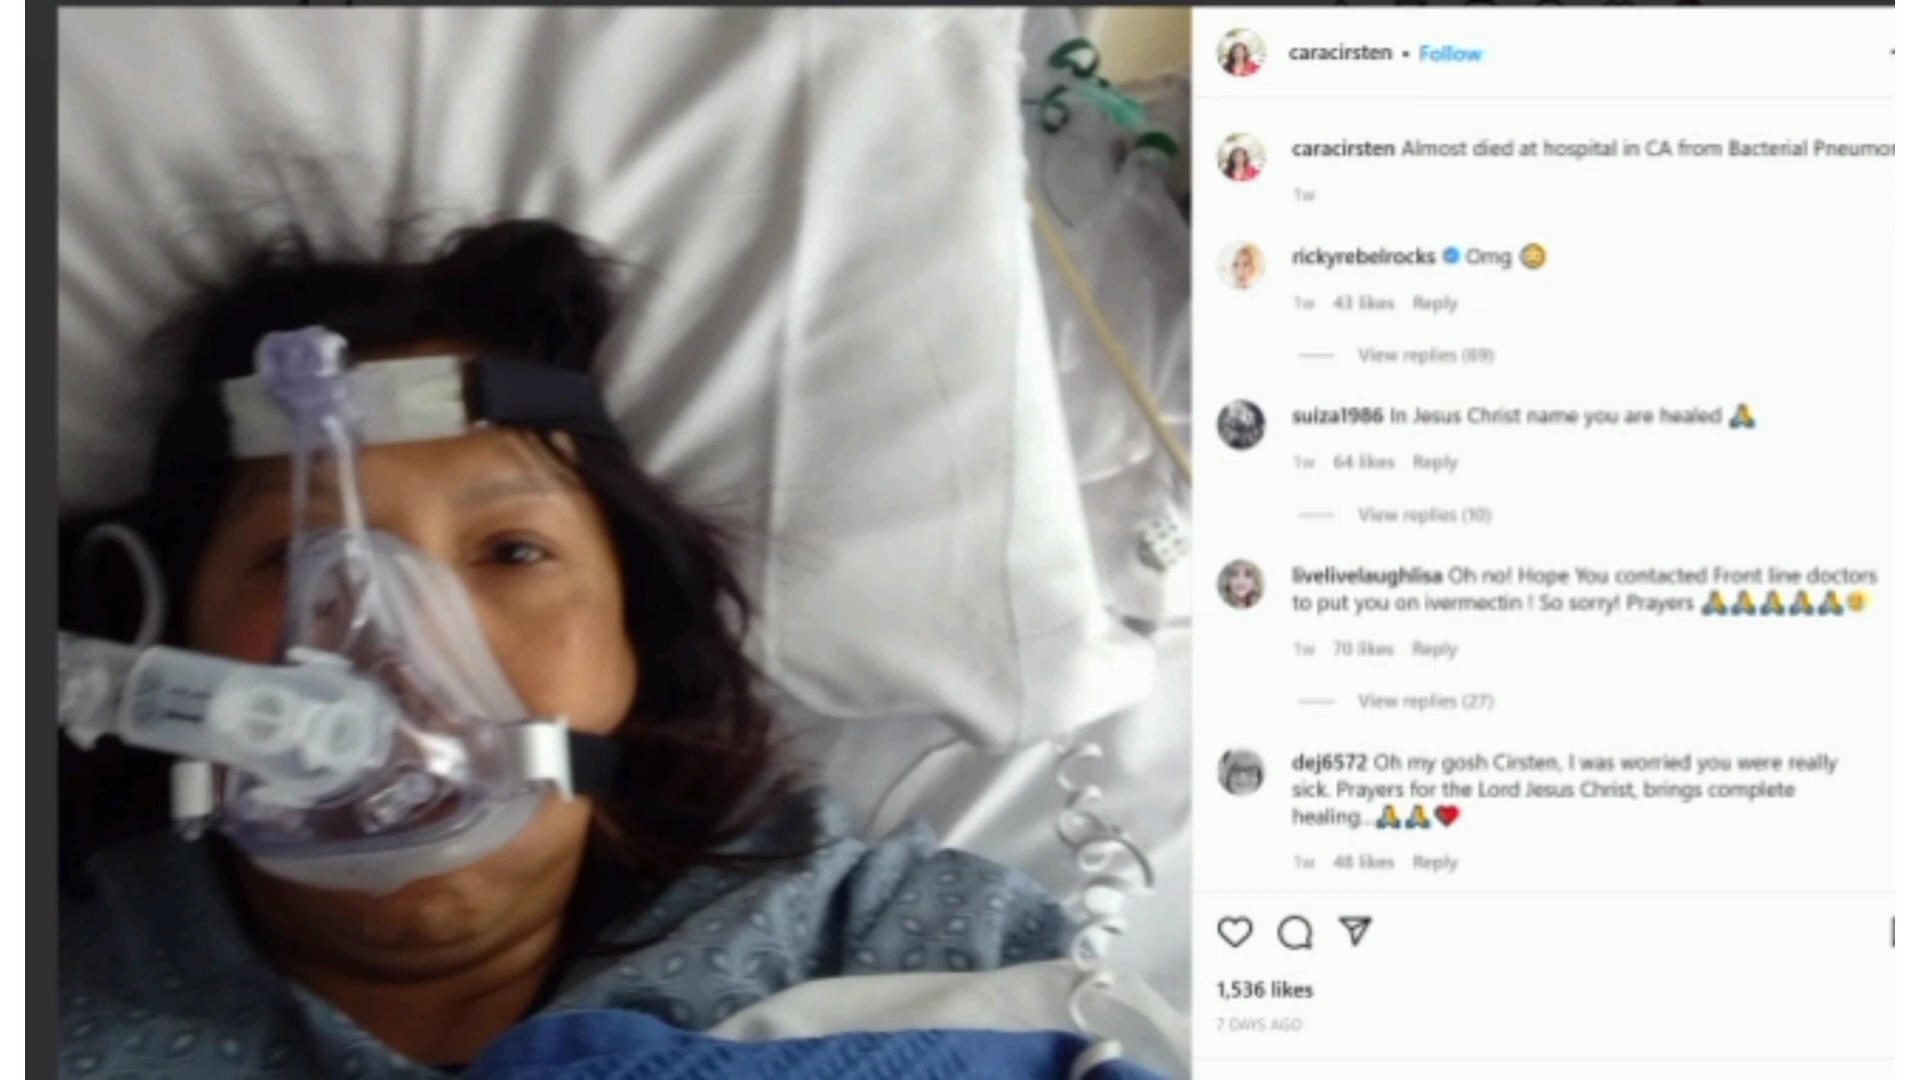 caracirsten • Follow
caracirsten Almost died at hospital in CA from Bacterial Pneumon
1w
rickyrebelrocks Omg 😳
1w 43 likes Reply
View replies (69)
suiza1986 In Jesus Christ name you are healed 🙏
1w 64 likes Reply
View replies (10)
livelivelaughlisa Oh no! Hope You contacted Front line doctors
to put you on ivermectin ! So sorry! Prayers 🙏🙏🙏🙏🙏
1w 70 likes Reply
View replies (27)
dej6572 Oh my gosh Cirsten, I was worried you were really
sick. Prayers for the Lord Jesus Christ, brings complete
healing...🙏🙏❤️
1w 48 likes Reply
1,536 likes
7 DAYS AGO